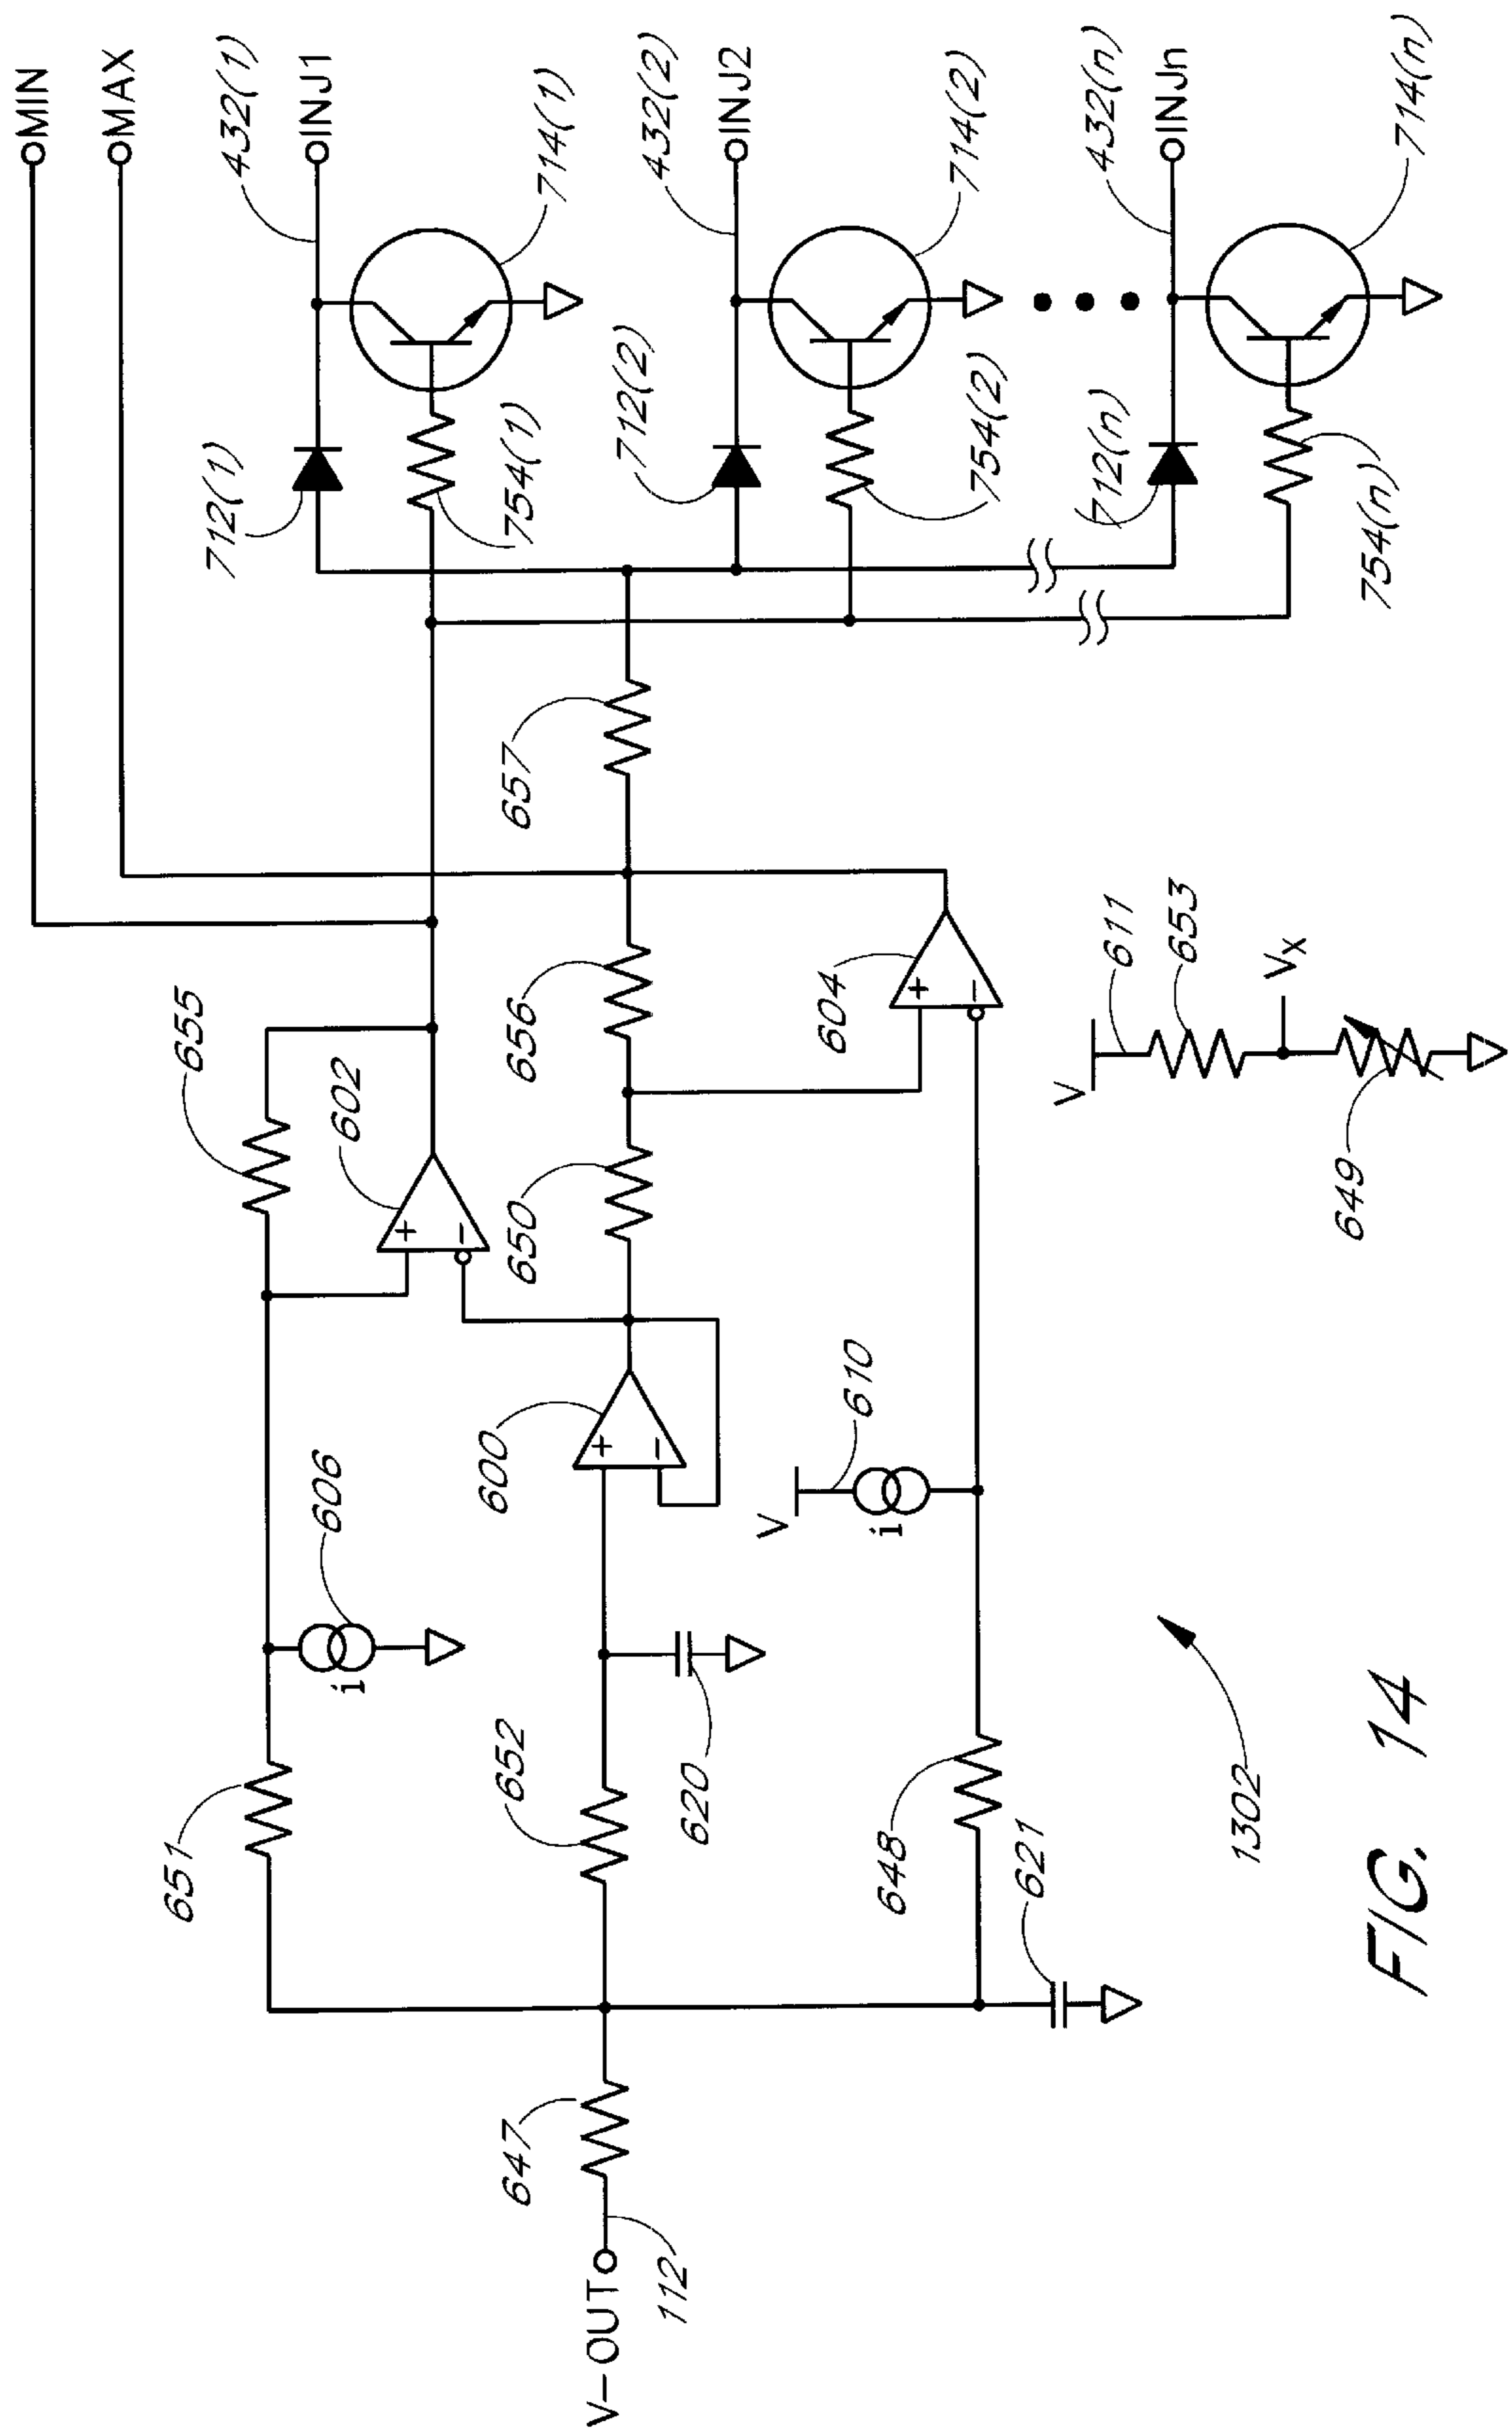 MIN
MAX
432(1)
INJ1
712(1)
714(1)
754(1)
432(2)
INJ2
712(2)
714(2)
754(2)
432(n)
INJn
712(n)
714(n)
754(n)
655
602
+
−
657
656
650
604
+
−
606
i
600
+
−
V
610
i
V
611
653
Vx
649
651
652
620
648
621
647
V-OUT
112
1302
FIG. 14